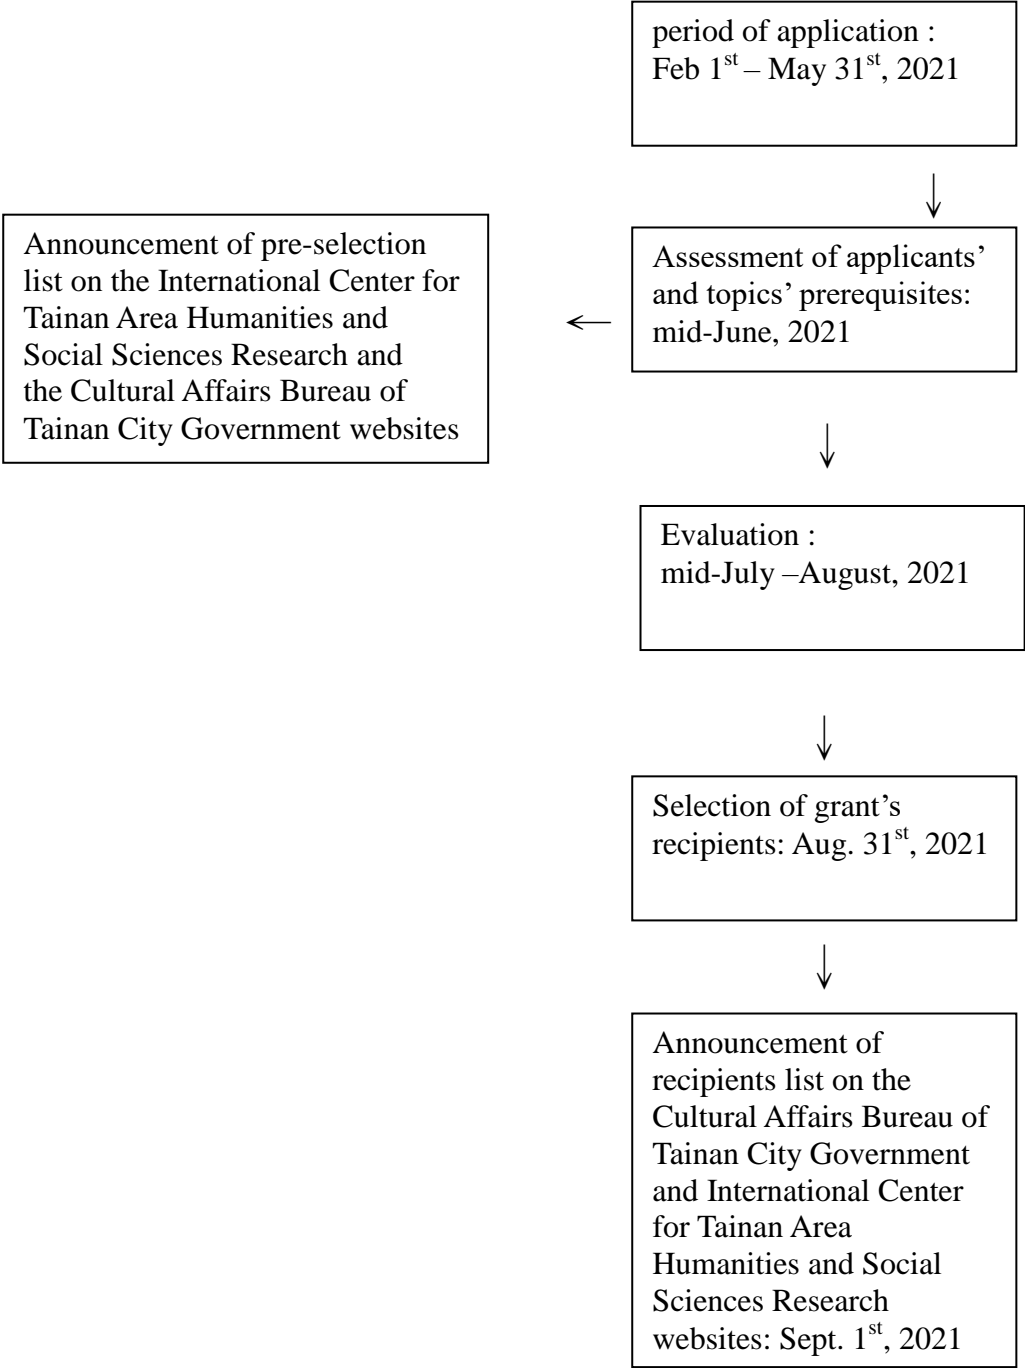 period of application :
Feb 1st – May 31st, 2021
Assessment of applicants’
and topics’ prerequisites:
mid-June, 2021
Announcement of pre-selection
list on the International Center for
Tainan Area Humanities and
Social Sciences Research and
the Cultural Affairs Bureau of
Tainan City Government websites
Evaluation :
mid-July –August, 2021
Selection of grant’s
recipients: Aug. 31st, 2021
Announcement of
recipients list on the
Cultural Affairs Bureau of
Tainan City Government
and International Center
for Tainan Area
Humanities and Social
Sciences Research
websites: Sept. 1st, 2021